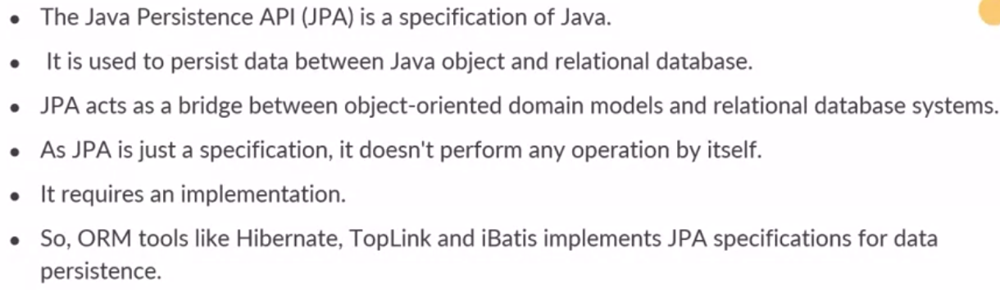 • The Java Persistence API (JPA) is a specification of Java.
• It is used to persist data between Java object and relational database.
• JPA acts as a bridge between object-oriented domain models and relational database systems.
• As JPA is just a specification, it doesn't perform any operation by itself.
• It requires an implementation.
• So, ORM tools like Hibernate, TopLink and iBatis implements JPA specifications for data
persistence.